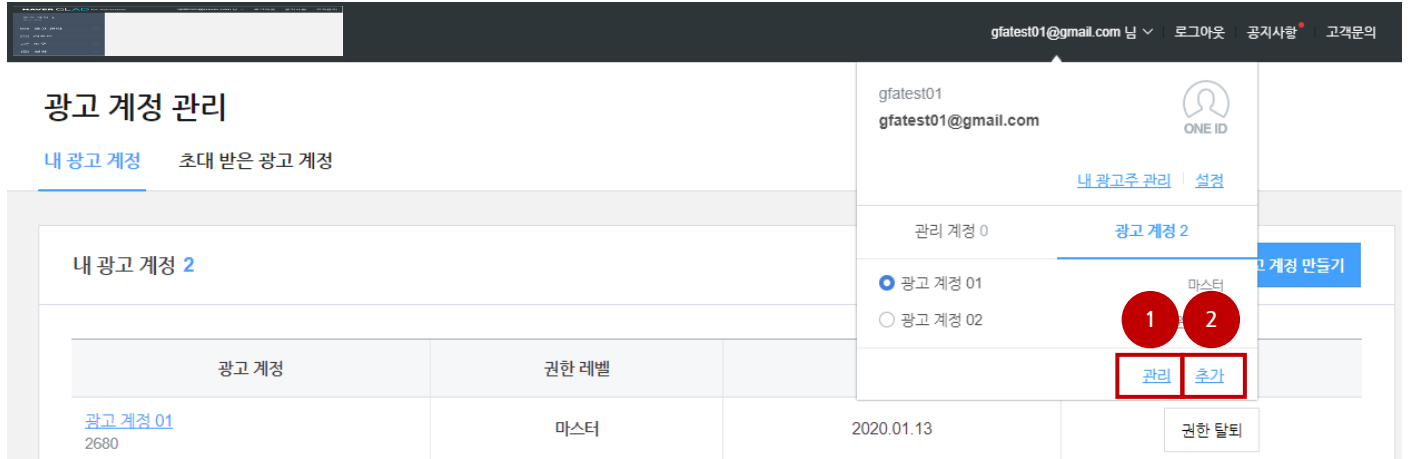 gfatest01@gmail.com 님 로그아웃 공지사항 고객문의
광고 계정 관리
내 광고 계정 초대 받은 광고 계정
gfatest01
gfatest01@gmail.com
ONE ID
내 광고주 관리 설정
관리 계정 0 광고 계정 2
광고 계정 01 마스터
광고 계정 02
1 2
관리 추가
내 광고 계정 2
계정 만들기
광고 계정 권한 레벨
광고 계정 01 마스터 2020.01.13 권한 탈퇴
2680